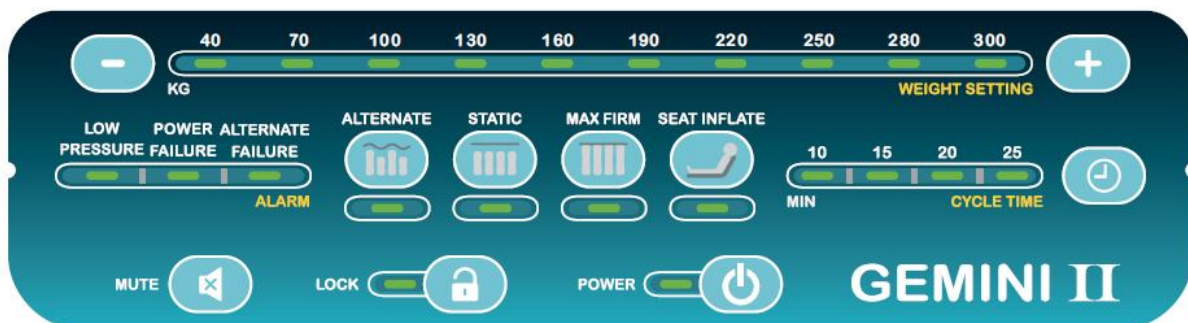 40 70 100 130 160 190 220 250 280 300
- +
KG WEIGHT SETTING
LOW PRESSURE
POWER FAILURE
ALTERNATE FAILURE
ALARM
ALTERNATE STATIC MAX FIRM SEAT INFLATE
10 15 20 25
MIN CYCLE TIME
MUTE LOCK POWER GEMINI II